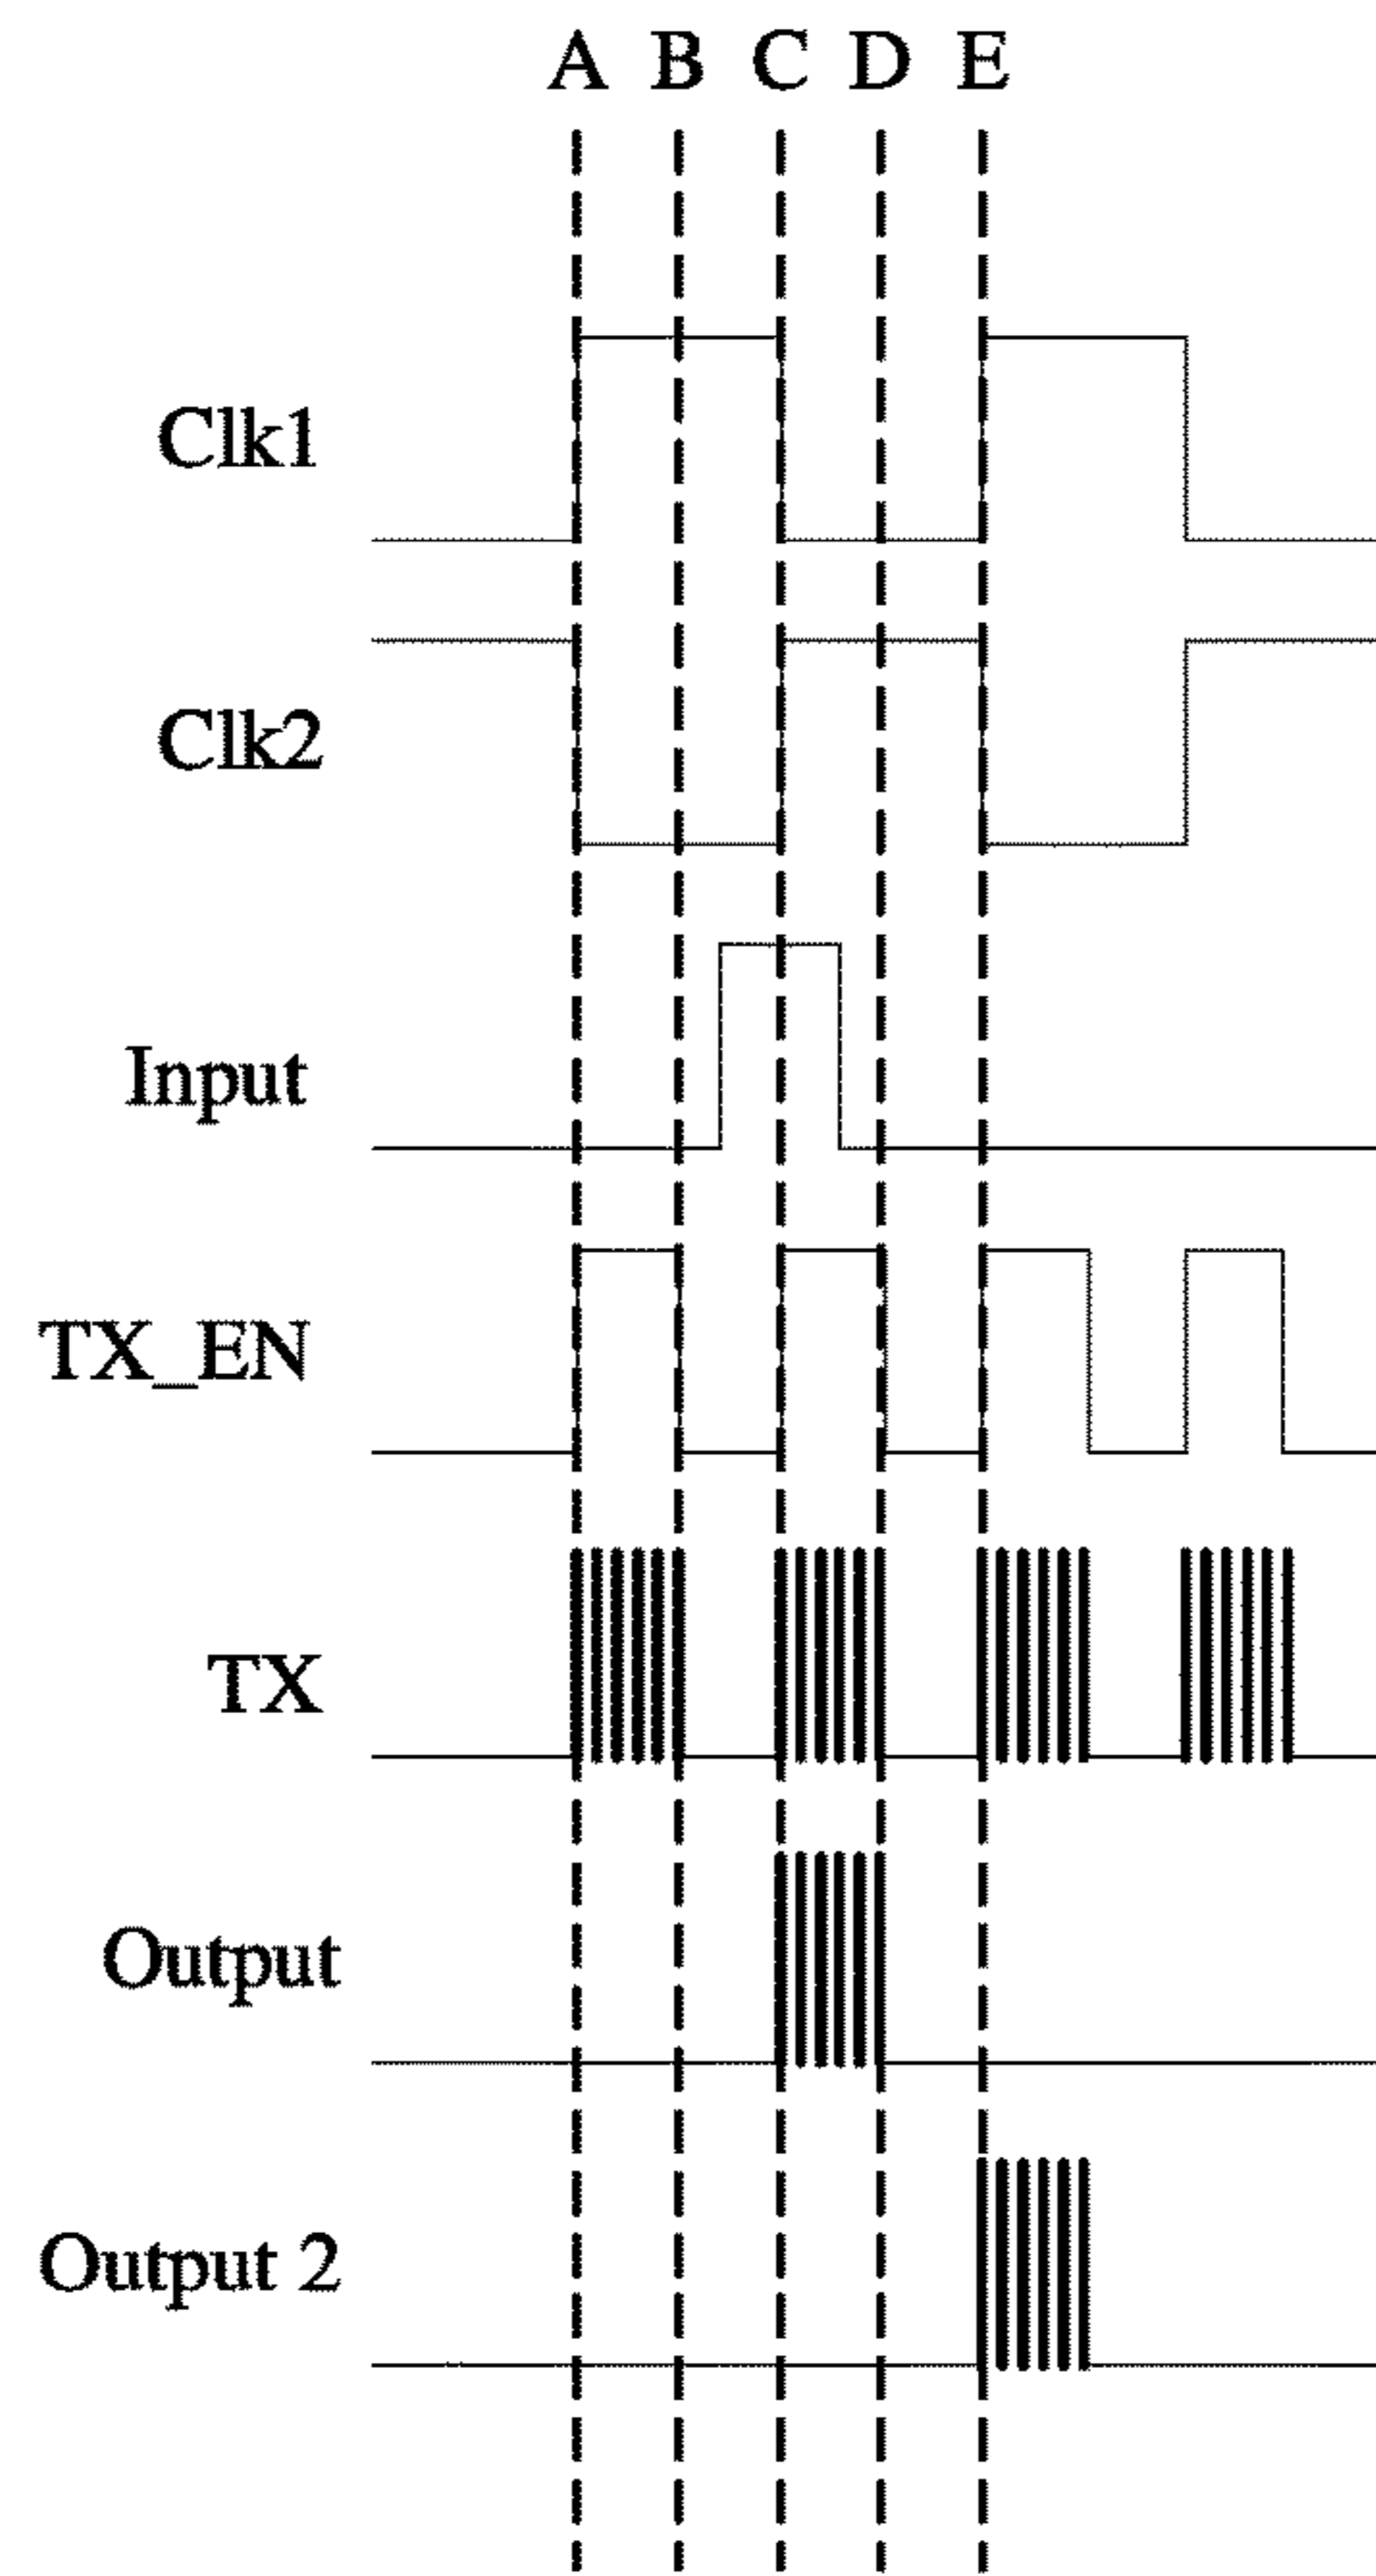 A B C D E
Clk1
Clk2
Input
TX_EN
TX
Output
Output 2